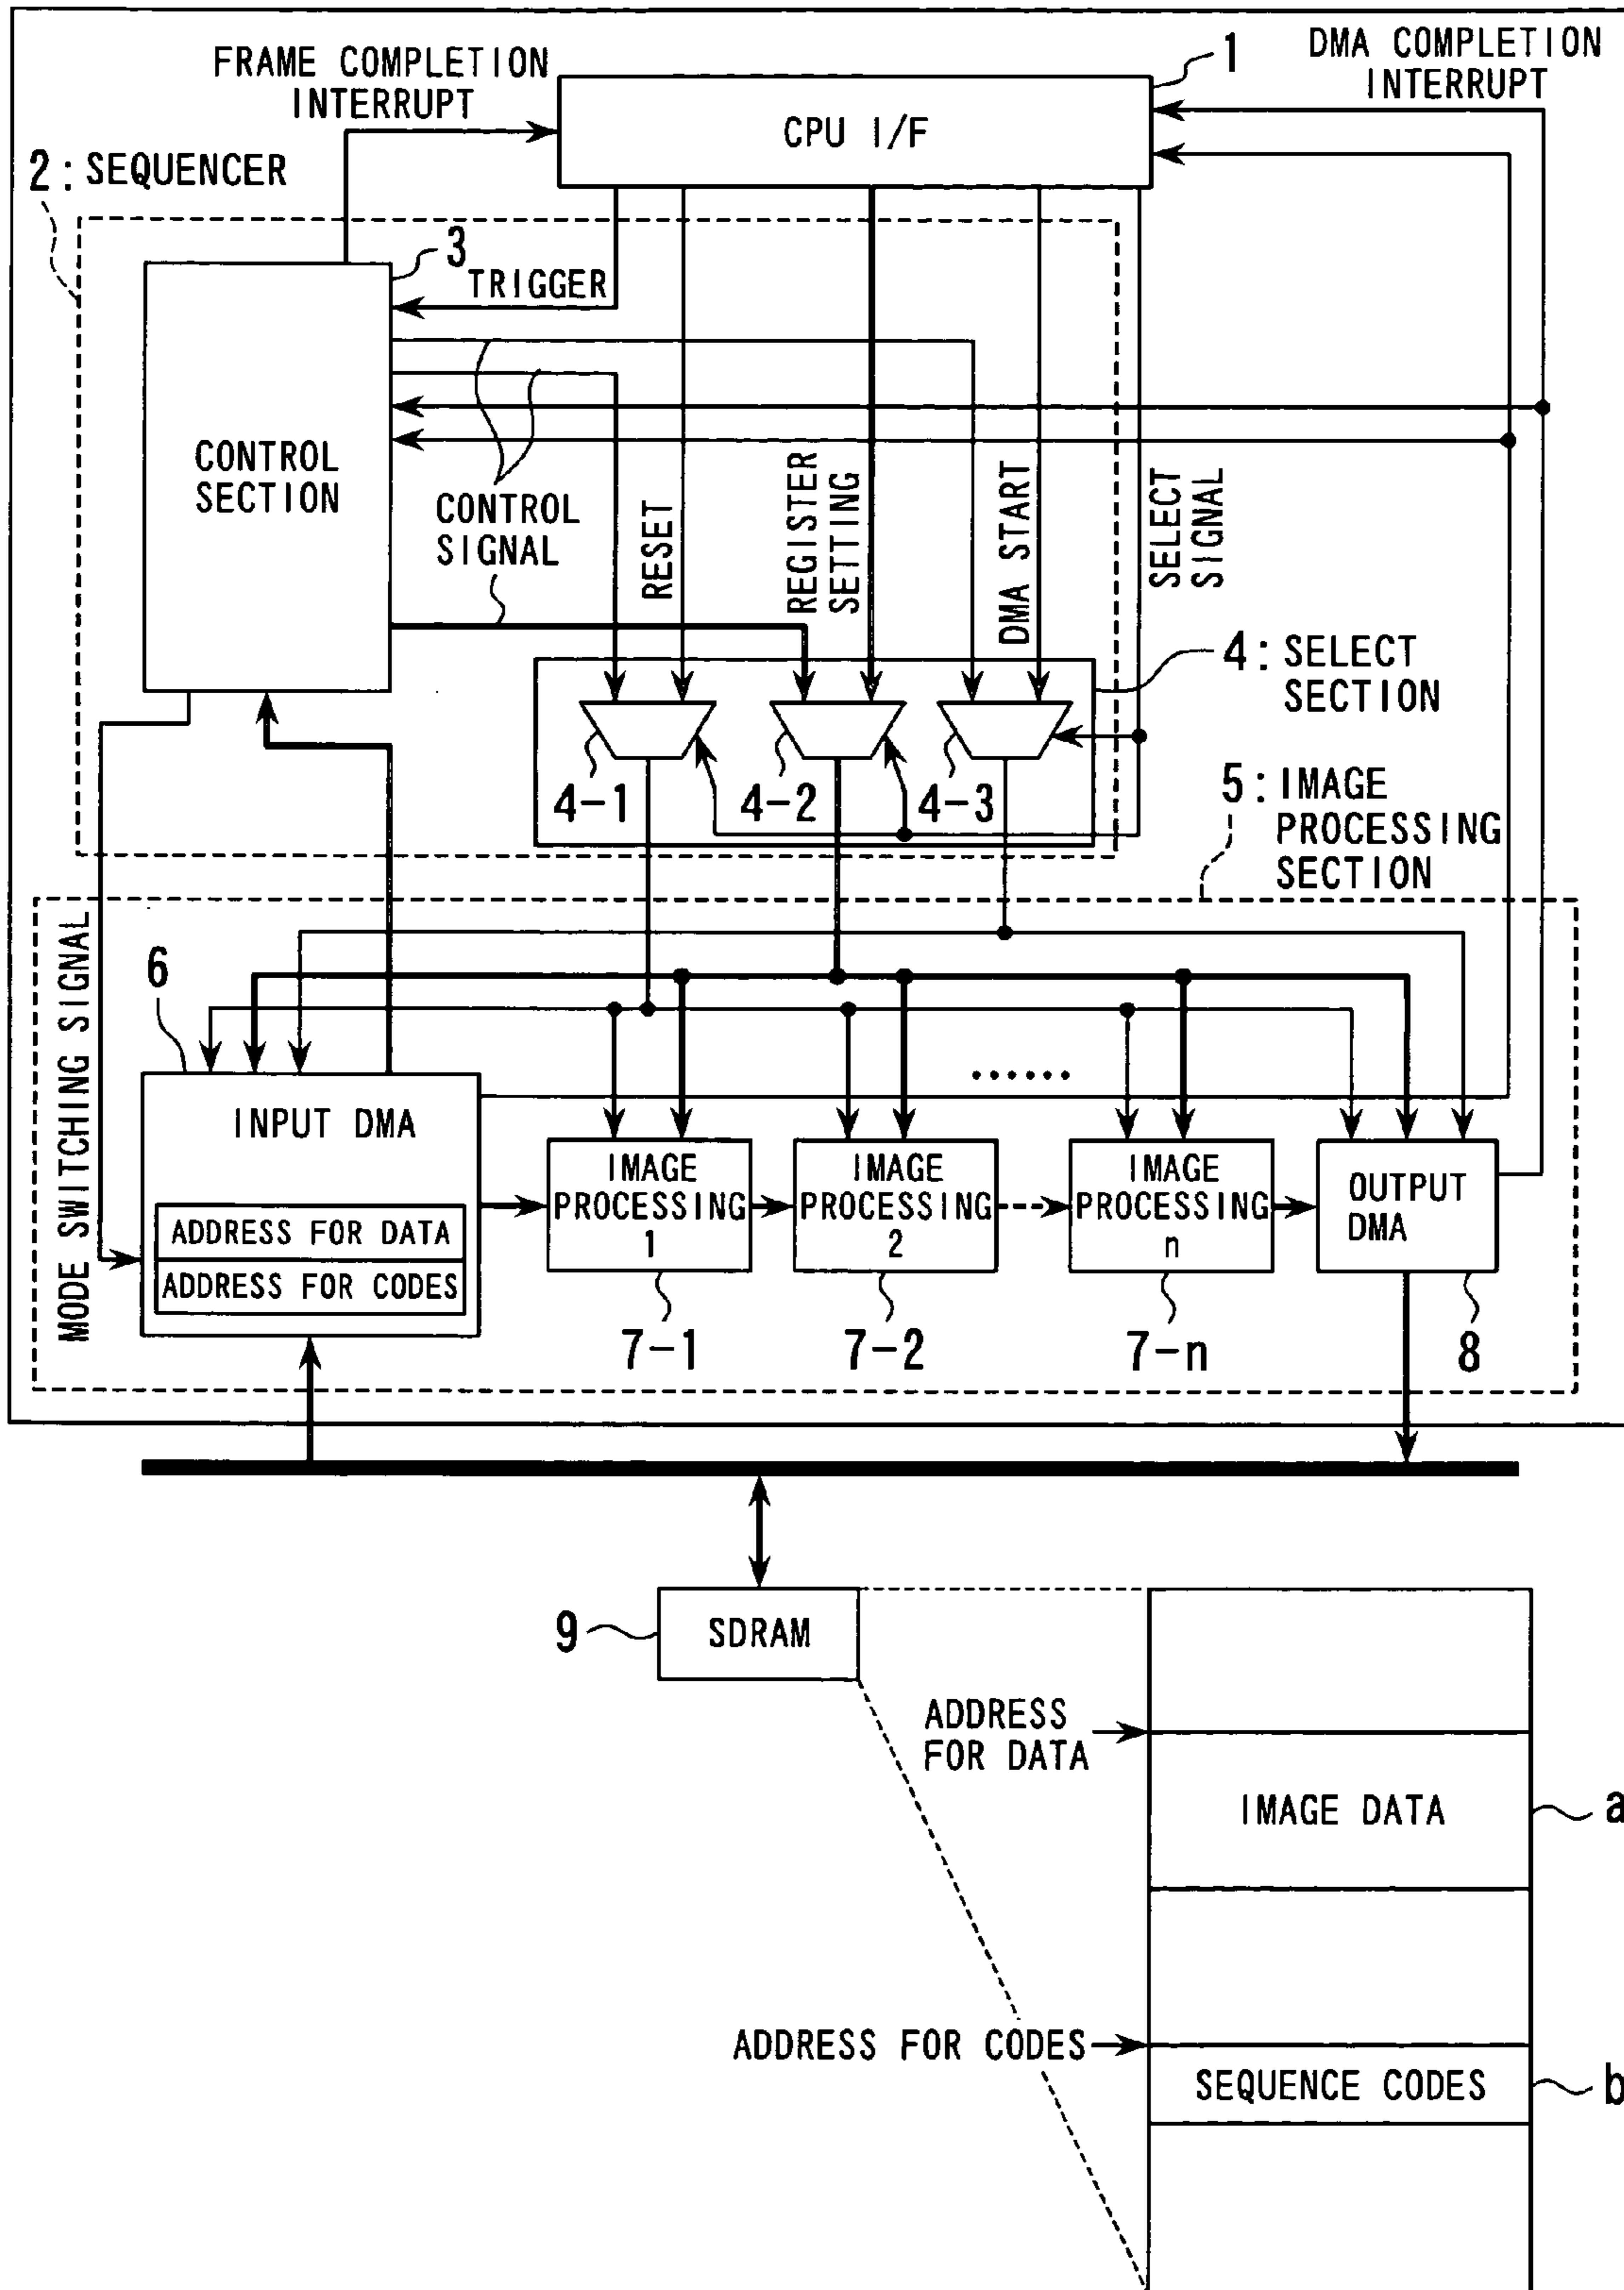 FRAME COMPLETION
INTERRUPT
1
DMA COMPLETION
INTERRUPT
CPU I/F
2: SEQUENCER
3
TRIGGER
CONTROL
SECTION
CONTROL
SIGNAL
RESET
REGISTER
SETTING
DMA START
SELECT
SIGNAL
4: SELECT
SECTION
4-1
4-2
4-3
5: IMAGE
PROCESSING
SECTION
MODE SWITCHING SIGNAL
6
INPUT DMA
ADDRESS FOR DATA
ADDRESS FOR CODES
......
IMAGE
PROCESSING
1
IMAGE
PROCESSING
2
IMAGE
PROCESSING
n
OUTPUT
DMA
7-1
7-2
7-n
8
9
SDRAM
ADDRESS
FOR DATA
IMAGE DATA
a
ADDRESS FOR CODES
SEQUENCE CODES
b